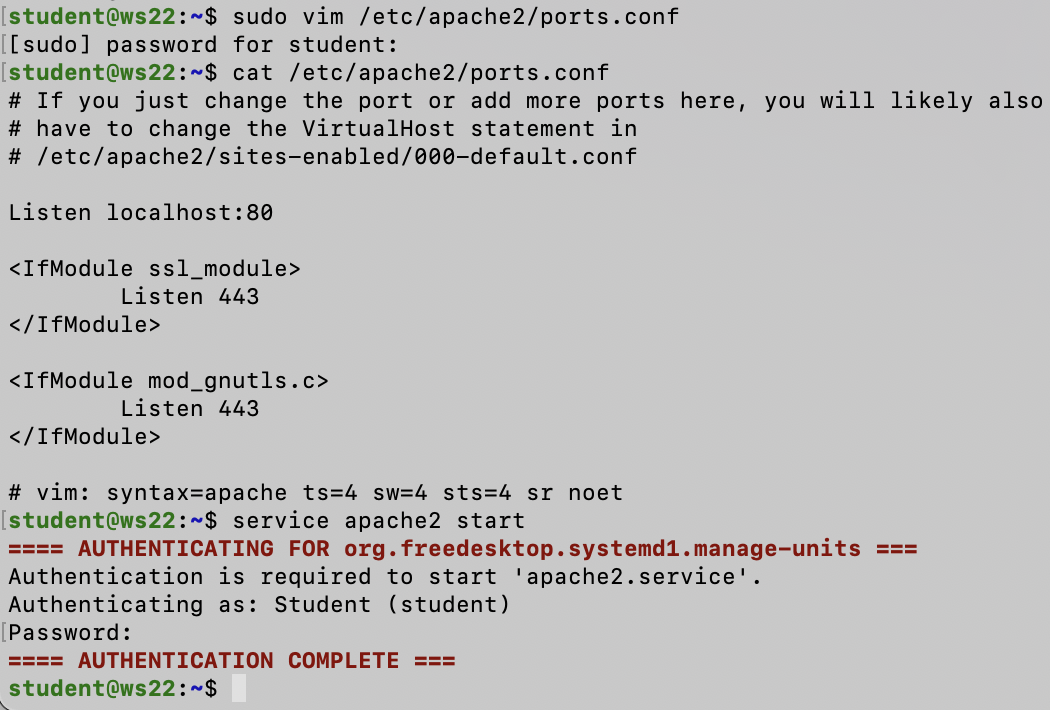 [student@ws22:~$ sudo vim /etc/apache2/ports.conf
[[sudo] password for student:
[student@ws22:~$ cat /etc/apache2/ports.conf
# If you just change the port or add more ports here, you will likely also
# have to change the VirtualHost statement in
# /etc/apache2/sites-enabled/000-default.conf

Listen localhost:80

<IfModule ssl_module>
        Listen 443
</IfModule>

<IfModule mod_gnutls.c>
        Listen 443
</IfModule>

# vim: syntax=apache ts=4 sw=4 sts=4 sr noet
[student@ws22:~$ service apache2 start
==== AUTHENTICATING FOR org.freedesktop.systemd1.manage-units ===
Authentication is required to start 'apache2.service'.
Authenticating as: Student (student)
[Password:
==== AUTHENTICATION COMPLETE ===
student@ws22:~$